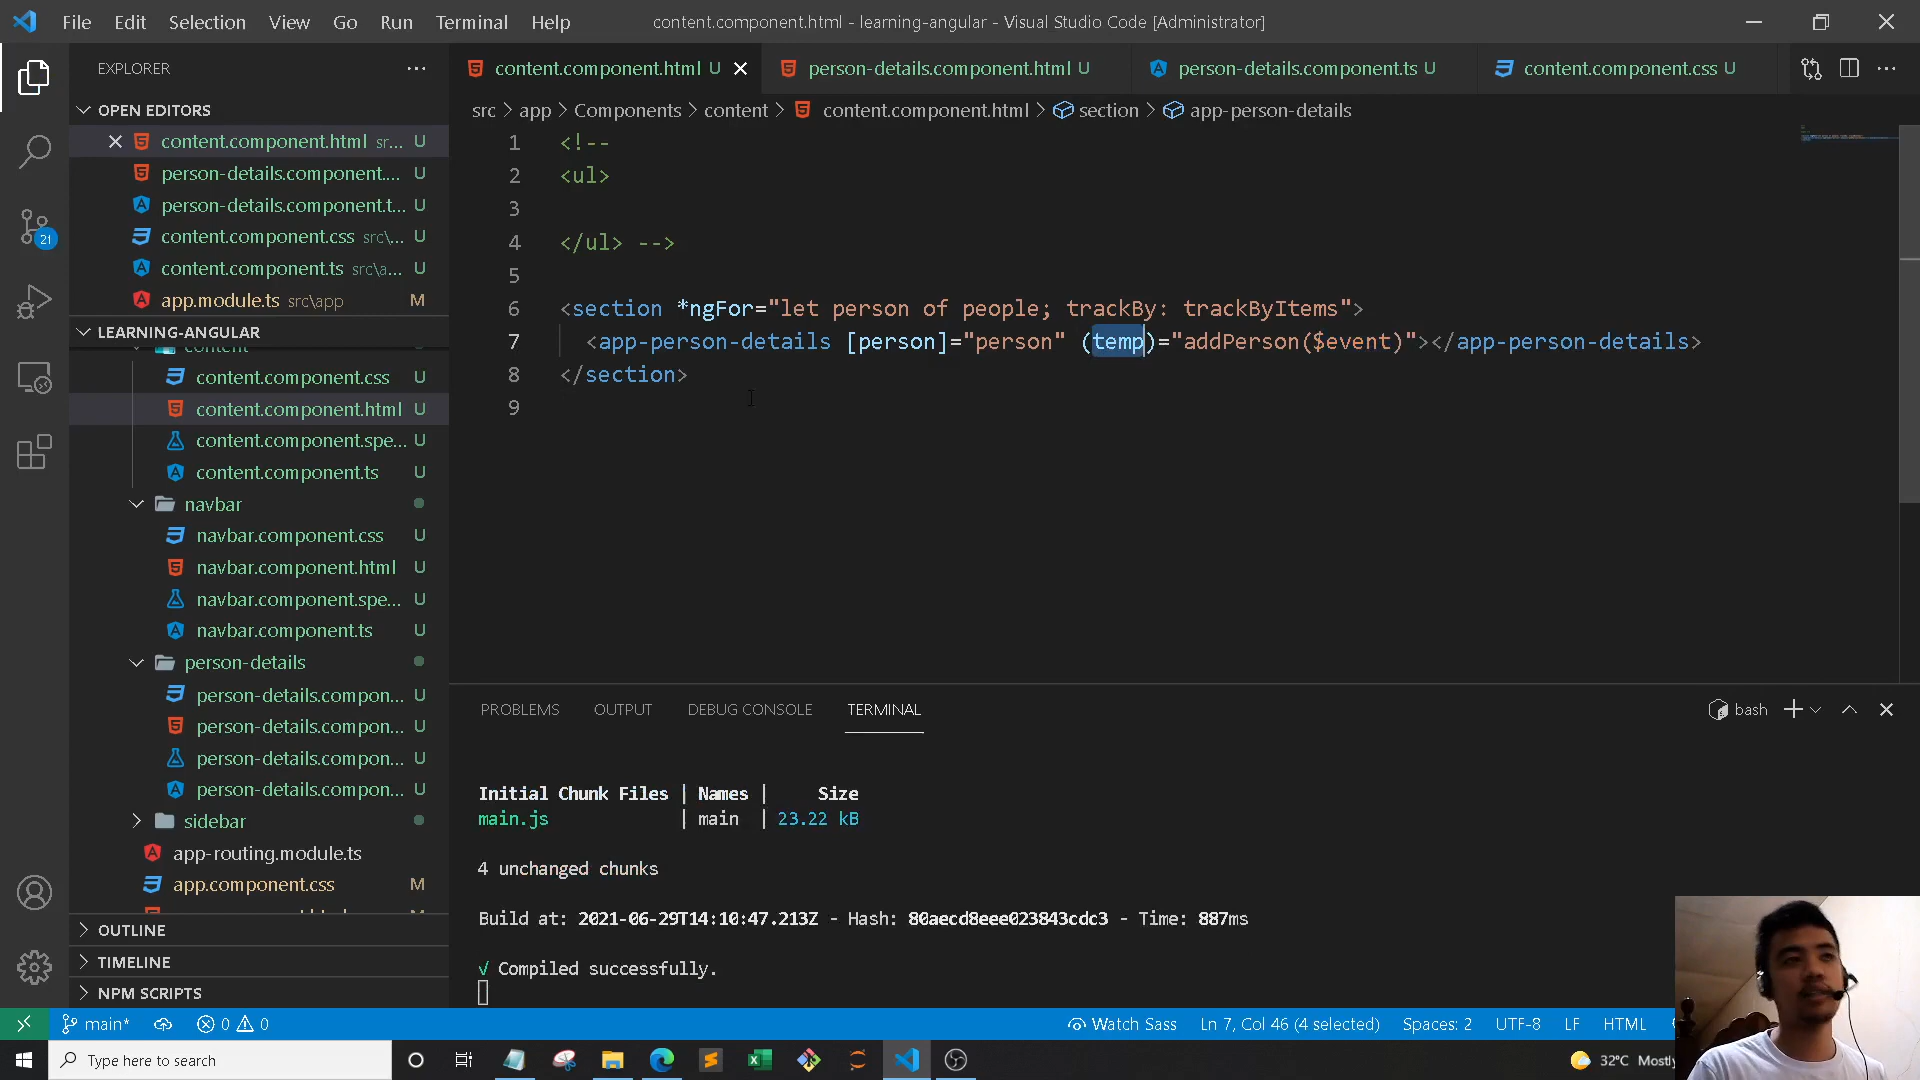 File Edit Selection View Go Run Terminal Help
content.component.html - learning-angular - Visual Studio Code [Administrator]
EXPLORER
content.component.html U
person-details.component.html U
person-details.component.ts U
content.component.css U
OPEN EDITORS
src > app > Components > content > content.component.html > section > app-person-details
content.component.html sr... U
person-details.component.... U
person-details.component.t... U
content.component.css src\... U
content.component.ts src\a... U
app.module.ts src\app M
21
LEARNING-ANGULAR
content
content.component.css U
content.component.html U
content.component.spe... U
content.component.ts U
navbar
navbar.component.css U
navbar.component.html U
navbar.component.spe... U
navbar.component.ts U
person-details
person-details.compon... U
person-details.compon... U
person-details.compon... U
person-details.compon... U
sidebar
app-routing.module.ts
app.component.css M
OUTLINE
TIMELINE
NPM SCRIPTS
1 <!--
2 <ul>
3
4 </ul> -->
5
6 <section *ngFor="let person of people; trackBy: trackByItems">
7 <app-person-details [person]="person" (temp)="addPerson($event)"></app-person-details>
8 </section>
9
PROBLEMS OUTPUT DEBUG CONSOLE TERMINAL
bash
Initial Chunk Files | Names | Size
main.js | main | 23.22 kB
4 unchanged chunks
Build at: 2021-06-29T14:10:47.213Z - Hash: 80aecd8eee023843cdc3 - Time: 887ms
√ Compiled successfully.
main* 0 0
Watch Sass Ln 7, Col 46 (4 selected) Spaces: 2 UTF-8 LF HTML
Type here to search
32°C Mostly